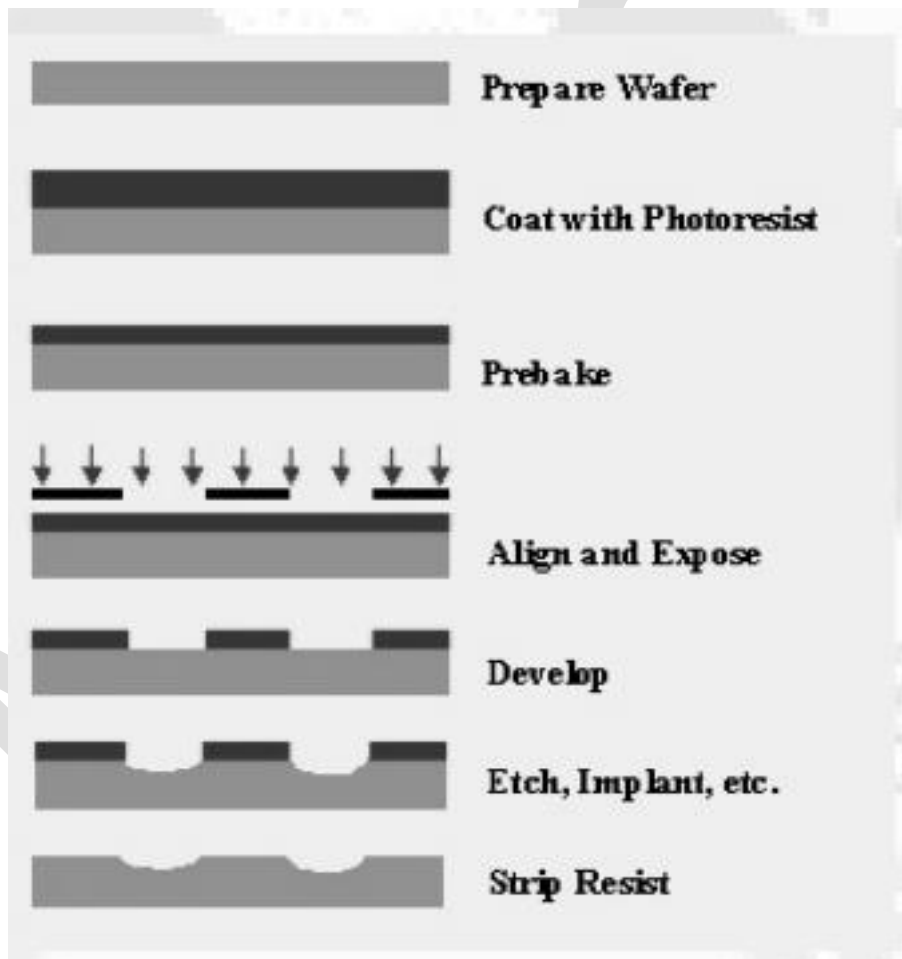 Prepare Wafer
Coat with Photoresist
Prebake
Align and Expose
Develop
Etch, Implant, etc.
Strip Resist